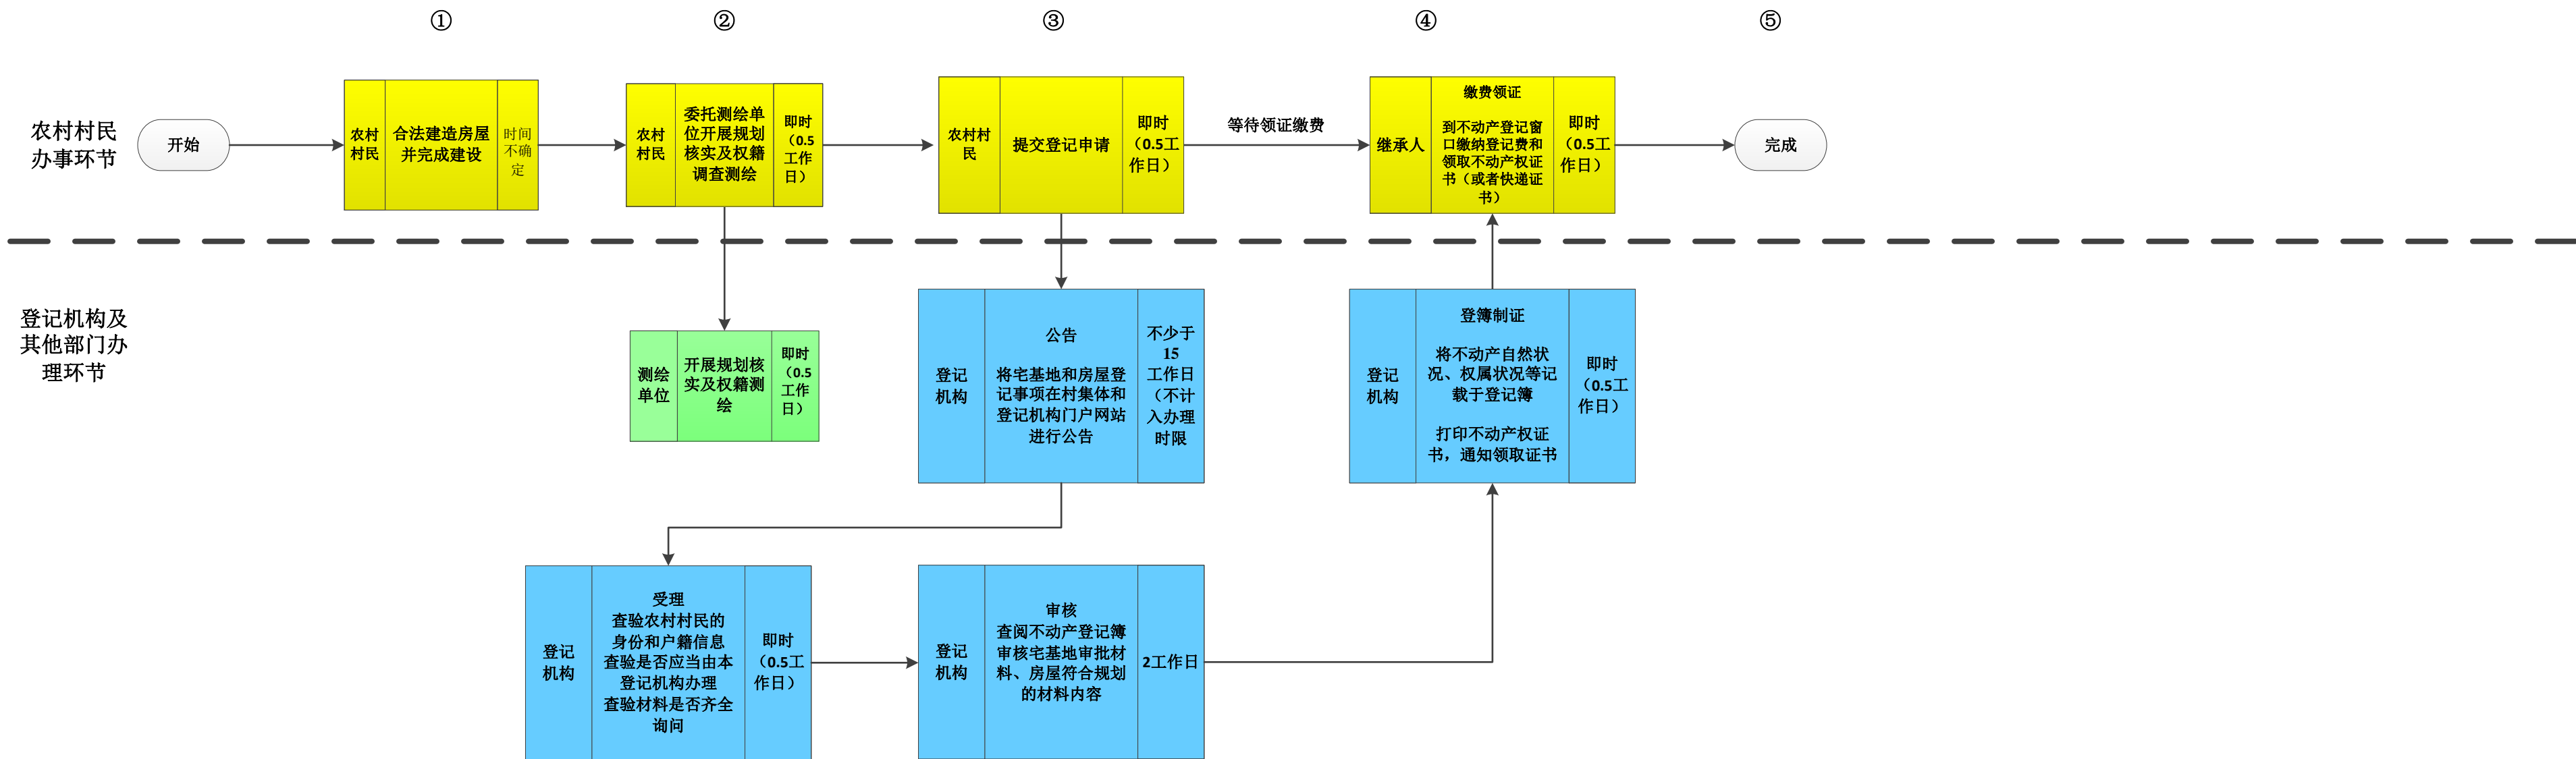 ①
②
③
④
⑤
农村村民
办事环节
开始
农村
村民
合法建造房屋
并完成建设
时间
不确
定
农村
村民
委托测绘单
位开展规划
核实及权籍
调查测绘
即时
（0.5
工作
日）
农村村
民
提交登记申请
即时
（0.5工
作日）
等待领证缴费
继承人
缴费领证
到不动产登记窗
口缴纳登记费和
领取不动产权证
书（或者快递证
书）
即时
（0.5工
作日）
完成
登记机构及
其他部门办
理环节
测绘
单位
开展规划核
实及权籍测
绘
即时
（0.5
工作
日）
登记
机构
公告
将宅基地和房屋登
记事项在村集体和
登记机构门户网站
进行公告
不少于
15
工作日
（不计
入办理
时限
登记
机构
登簿制证
将不动产自然状
况、权属状况等记
载于登记簿
打印不动产权证
书，通知领取证书
即时
（0.5工
作日）
登记
机构
受理
查验农村村民的
身份和户籍信息
查验是否应当由本
登记机构办理
查验材料是否齐全
询问
即时
（0.5工
作日）
登记
机构
审核
查阅不动产登记簿
审核宅基地审批材
料、房屋符合规划
的材料内容
2工作日